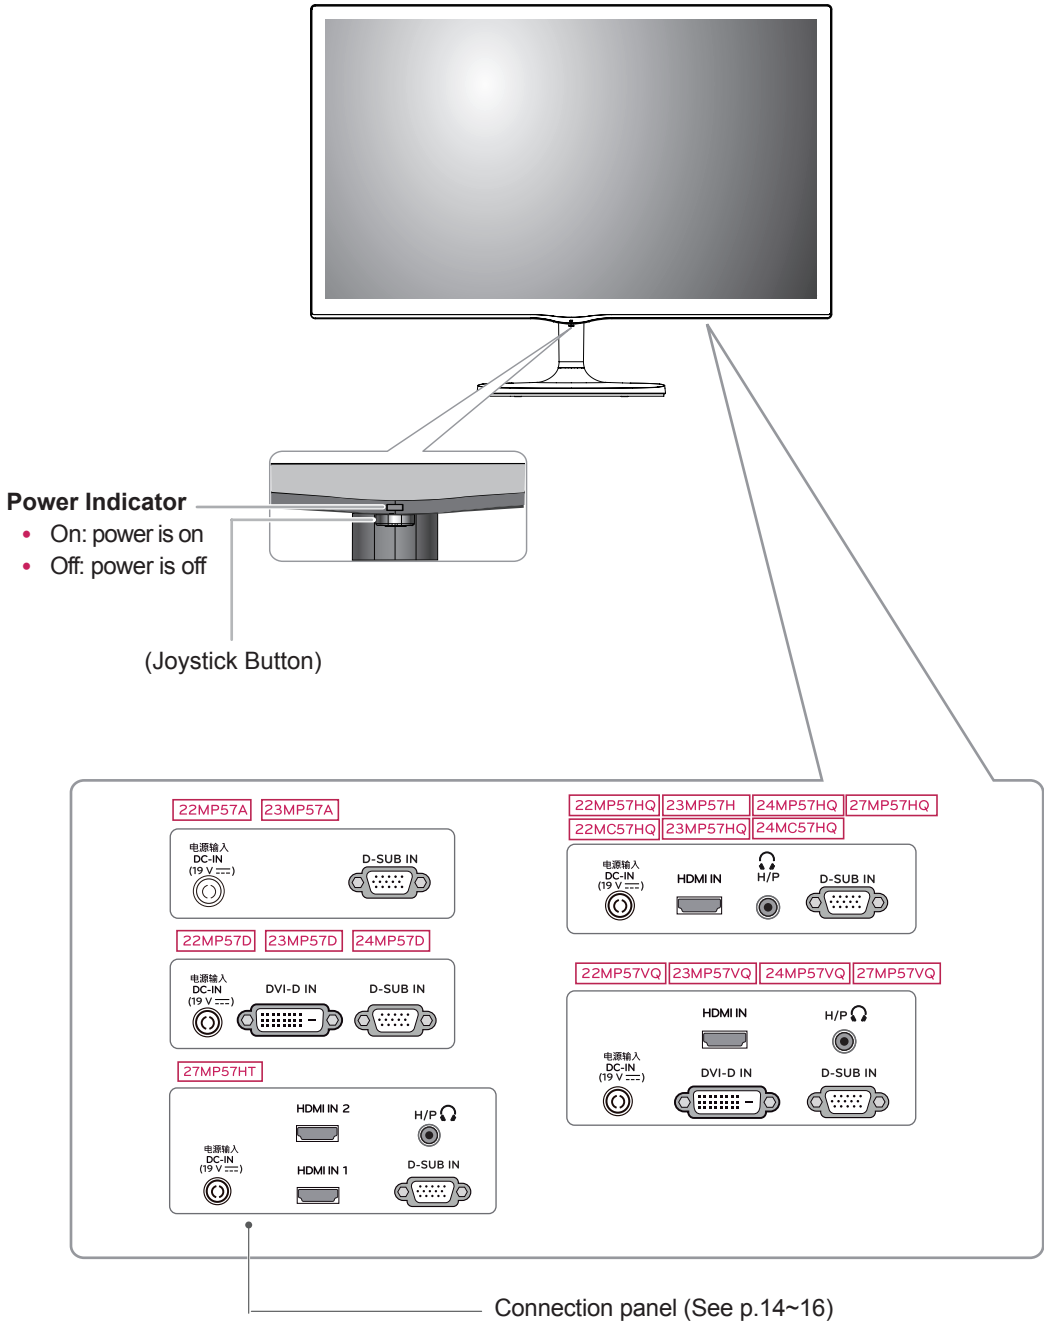 Power Indicator
• On: power is on
• Off: power is off
(Joystick Button)
22MP57A 23MP57A
电源输入
DC-IN
(19 V ⎓)
D-SUB IN
22MP57D 23MP57D 24MP57D
电源输入
DC-IN
(19 V ⎓)
DVI-D IN
D-SUB IN
27MP57HT
HDMI IN 2
H/P
电源输入
DC-IN
(19 V ⎓)
HDMI IN 1
D-SUB IN
22MP57HQ 23MP57H 24MP57HQ 27MP57HQ
22MC57HQ 23MP57HQ 24MC57HQ
电源输入
DC-IN
(19 V ⎓)
HDMI IN
H/P
D-SUB IN
22MP57VQ 23MP57VQ 24MP57VQ 27MP57VQ
HDMI IN
H/P
电源输入
DC-IN
(19 V ⎓)
DVI-D IN
D-SUB IN
Connection panel (See p.14~16)